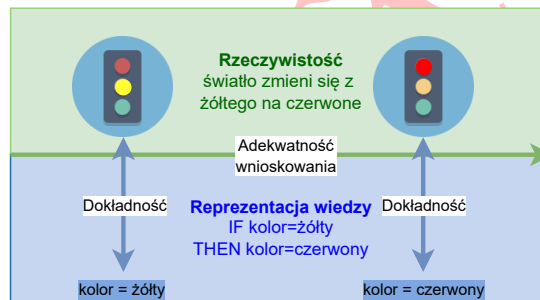 Rzeczywistość
światło zmieni się z
żółtego na czerwone
Adekwatność
wnioskowania
Dokładność
Dokładność
Reprezentacja wiedzy
IF kolor=żółty
THEN kolor=czerwony
kolor = żółty
kolor = czerwony